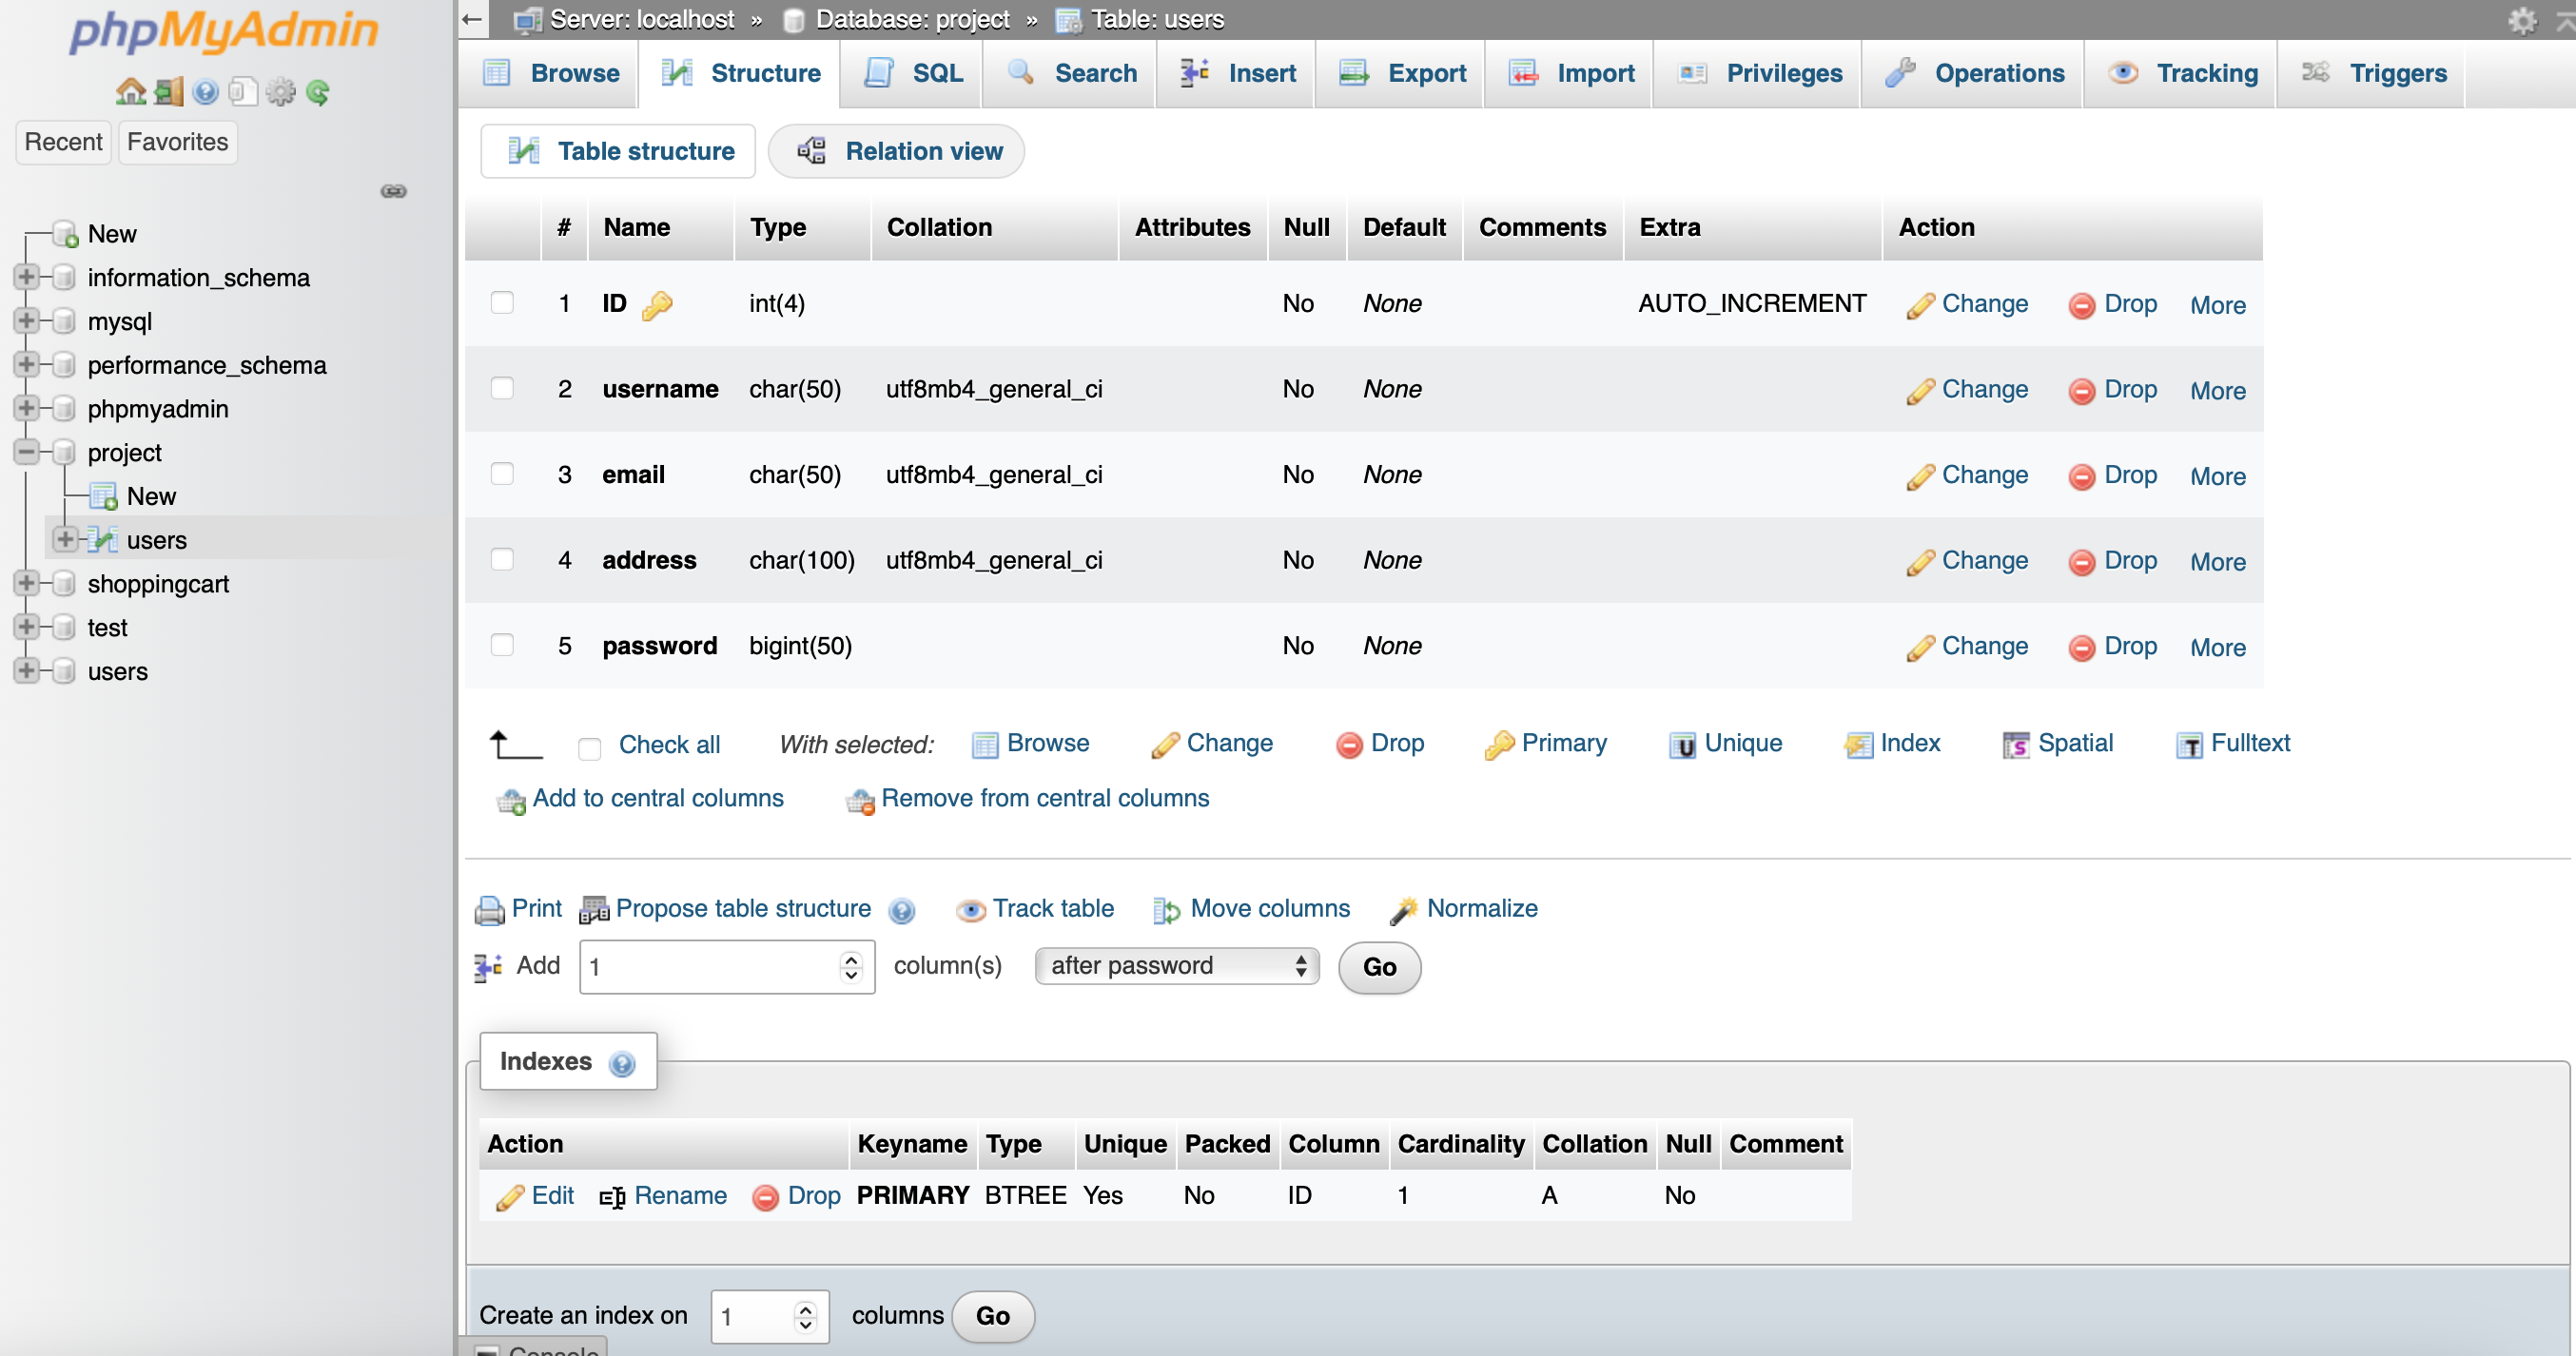 phpMyAdmin
Recent Favorites
New
information_schema
mysql
performance_schema
phpmyadmin
project
New
users
shoppingcart
test
users
Server: localhost » Database: project » Table: users
Browse Structure SQL Search Insert Export Import Privileges Operations Tracking Triggers
Table structure Relation view
# Name Type Collation Attributes Null Default Comments Extra Action
1 ID int(4) No None AUTO_INCREMENT Change Drop More
2 username char(50) utf8mb4_general_ci No None Change Drop More
3 email char(50) utf8mb4_general_ci No None Change Drop More
4 address char(100) utf8mb4_general_ci No None Change Drop More
5 password bigint(50) No None Change Drop More
Check all With selected: Browse Change Drop Primary Unique Index Spatial Fulltext
Add to central columns Remove from central columns
Print Propose table structure Track table Move columns Normalize
Add 1 column(s) after password Go
Indexes
Action Keyname Type Unique Packed Column Cardinality Collation Null Comment
Edit Rename Drop PRIMARY BTREE Yes No ID 1 A No
Create an index on 1 columns Go
Console